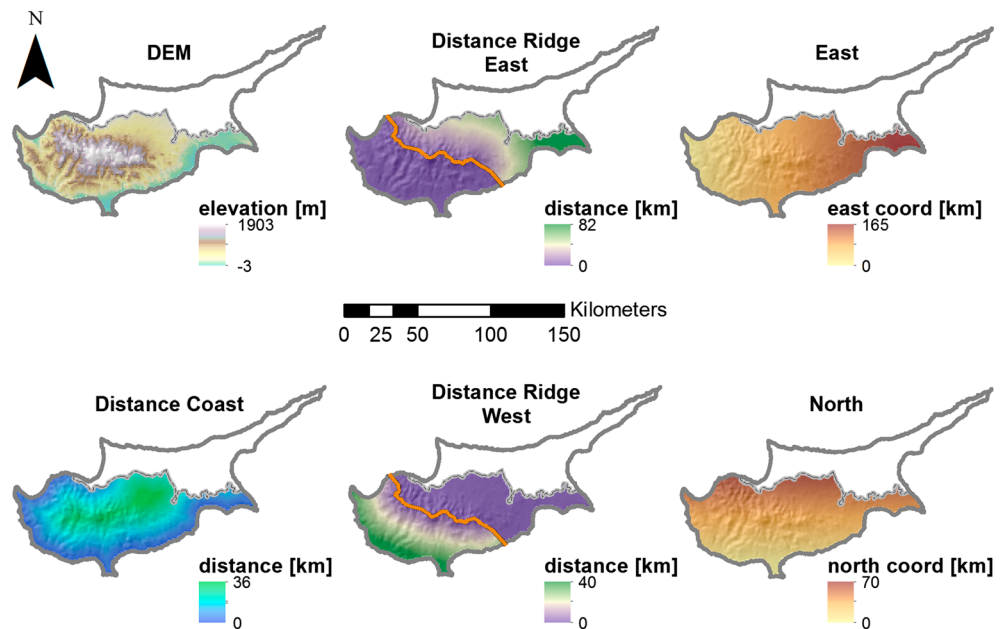 N
DEM
Distance Ridge
East
East
elevation [m]
1903
-3
distance [km]
82
0
east coord [km]
165
0
Kilometers
0 25 50 100 150
Distance Coast
Distance Ridge
West
North
distance [km]
36
0
distance [km]
40
0
north coord [km]
70
0